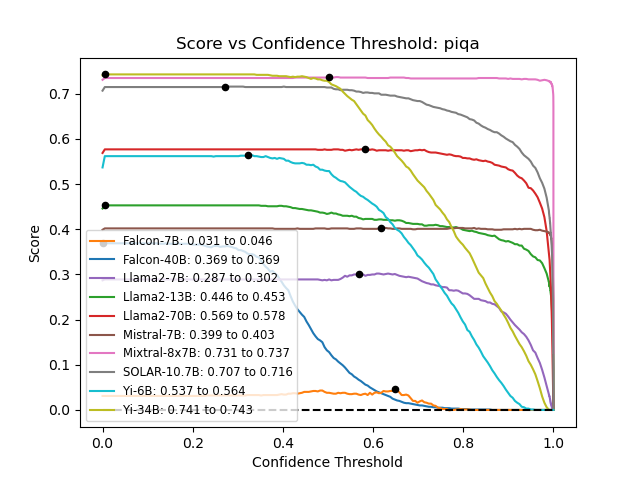 Score vs Confidence Threshold: piqa
Score
0.7
0.6
0.5
0.4
0.3
0.2
0.1
0.0
Falcon-7B: 0.031 to 0.046
Falcon-40B: 0.369 to 0.369
Llama2-7B: 0.287 to 0.302
Llama2-13B: 0.446 to 0.453
Llama2-70B: 0.569 to 0.578
Mistral-7B: 0.399 to 0.403
Mixtral-8x7B: 0.731 to 0.737
SOLAR-10.7B: 0.707 to 0.716
Yi-6B: 0.537 to 0.564
Yi-34B: 0.741 to 0.743
0.0 0.2 0.4 0.6 0.8 1.0
Confidence Threshold